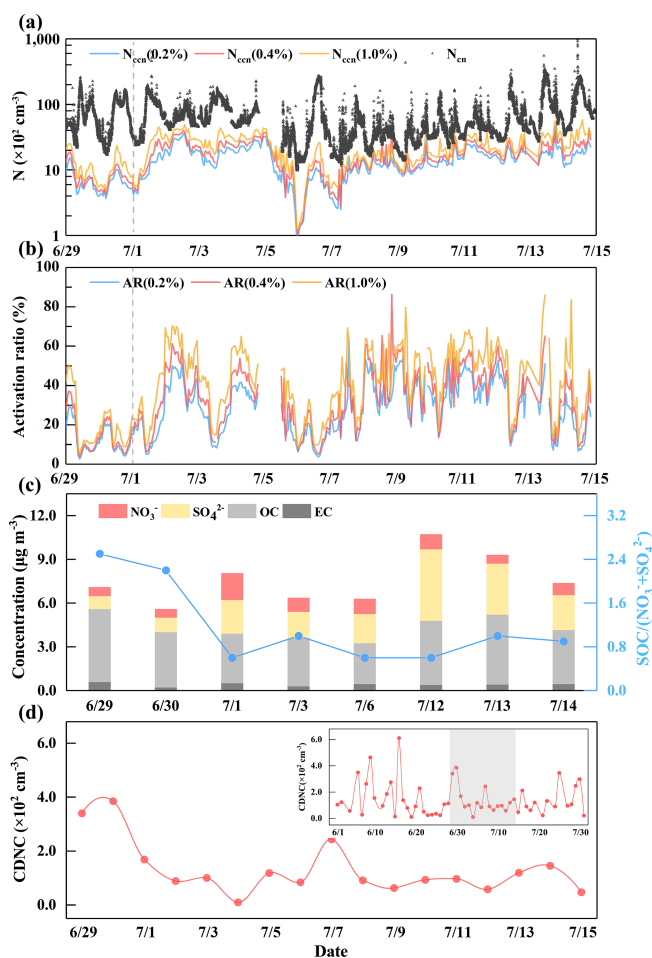 (a)
N (×10² cm⁻³)
1,000
100
10
1
N_ccn(0.2%) N_ccn(0.4%) N_ccn(1.0%) N_cn
6/29 7/1 7/3 7/5 7/7 7/9 7/11 7/13 7/15
(b)
Activation ratio (%)
100
80
60
40
20
0
AR(0.2%) AR(0.4%) AR(1.0%)
6/29 7/1 7/3 7/5 7/7 7/9 7/11 7/13 7/15
(c)
Concentration (μg m⁻³)
12.0
9.0
6.0
3.0
0.0
NO₃⁻ SO₄²⁻ OC EC
3.2
2.4
1.6
0.8
0.0
SOC/(NO₃⁻+SO₄²⁻)
6/29 6/30 7/1 7/3 7/6 7/12 7/13 7/14
(d)
CDNC (×10² cm⁻³)
6.0
4.0
2.0
0.0
CDNC(×10² cm⁻³)
6.0
4.0
2.0
0.0
6/1 6/10 6/20 6/30 7/10 7/20 7/30
6/29 7/1 7/3 7/5 7/7 7/9 7/11 7/13 7/15
Date